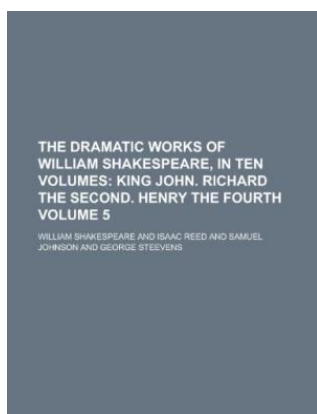 THE DRAMATIC WORKS OF
WILLIAM SHAKESPEARE, IN TEN
VOLUMES: KING JOHN. RICHARD
THE SECOND. HENRY THE FOURTH
VOLUME 5
WILLIAM SHAKESPEARE AND ISAAC REED AND SAMUEL
JOHNSON AND GEORGE STEEVENS